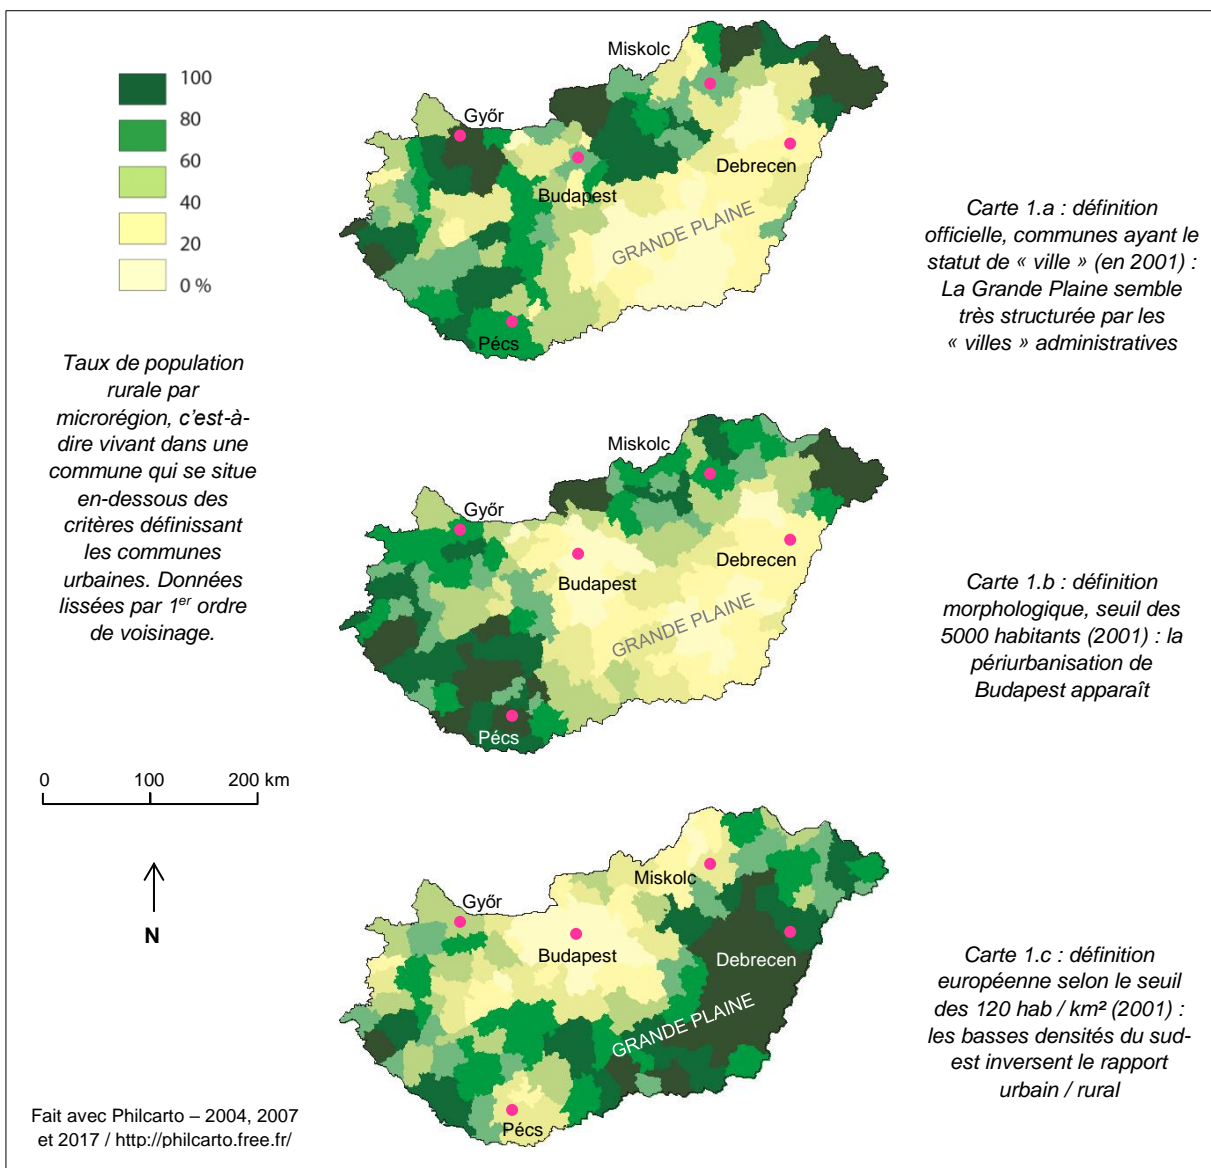 100
80
60
40
20
0 %
Taux de population
rurale par
microrégion, c'est-à-
dire vivant dans une
commune qui se situe
en-dessous des
critères définissant
les communes
urbaines. Données
lissées par 1er ordre
de voisinage.
0 100 200 km
N
Fait avec Philcarto – 2004, 2007
et 2017 / http://philcarto.free.fr/
Miskolc
Győr
Debrecen
Budapest
GRANDE PLAINE
Pécs
Carte 1.a : définition
officielle, communes ayant le
statut de « ville » (en 2001) :
La Grande Plaine semble
très structurée par les
« villes » administratives
Miskolc
Győr
Debrecen
Budapest
GRANDE PLAINE
Pécs
Carte 1.b : définition
morphologique, seuil des
5000 habitants (2001) : la
périurbanisation de
Budapest apparaît
Miskolc
Győr
Budapest
Debrecen
GRANDE PLAINE
Pécs
Carte 1.c : définition
européenne selon le seuil
des 120 hab / km² (2001) :
les basses densités du sud-
est inversent le rapport
urbain / rural